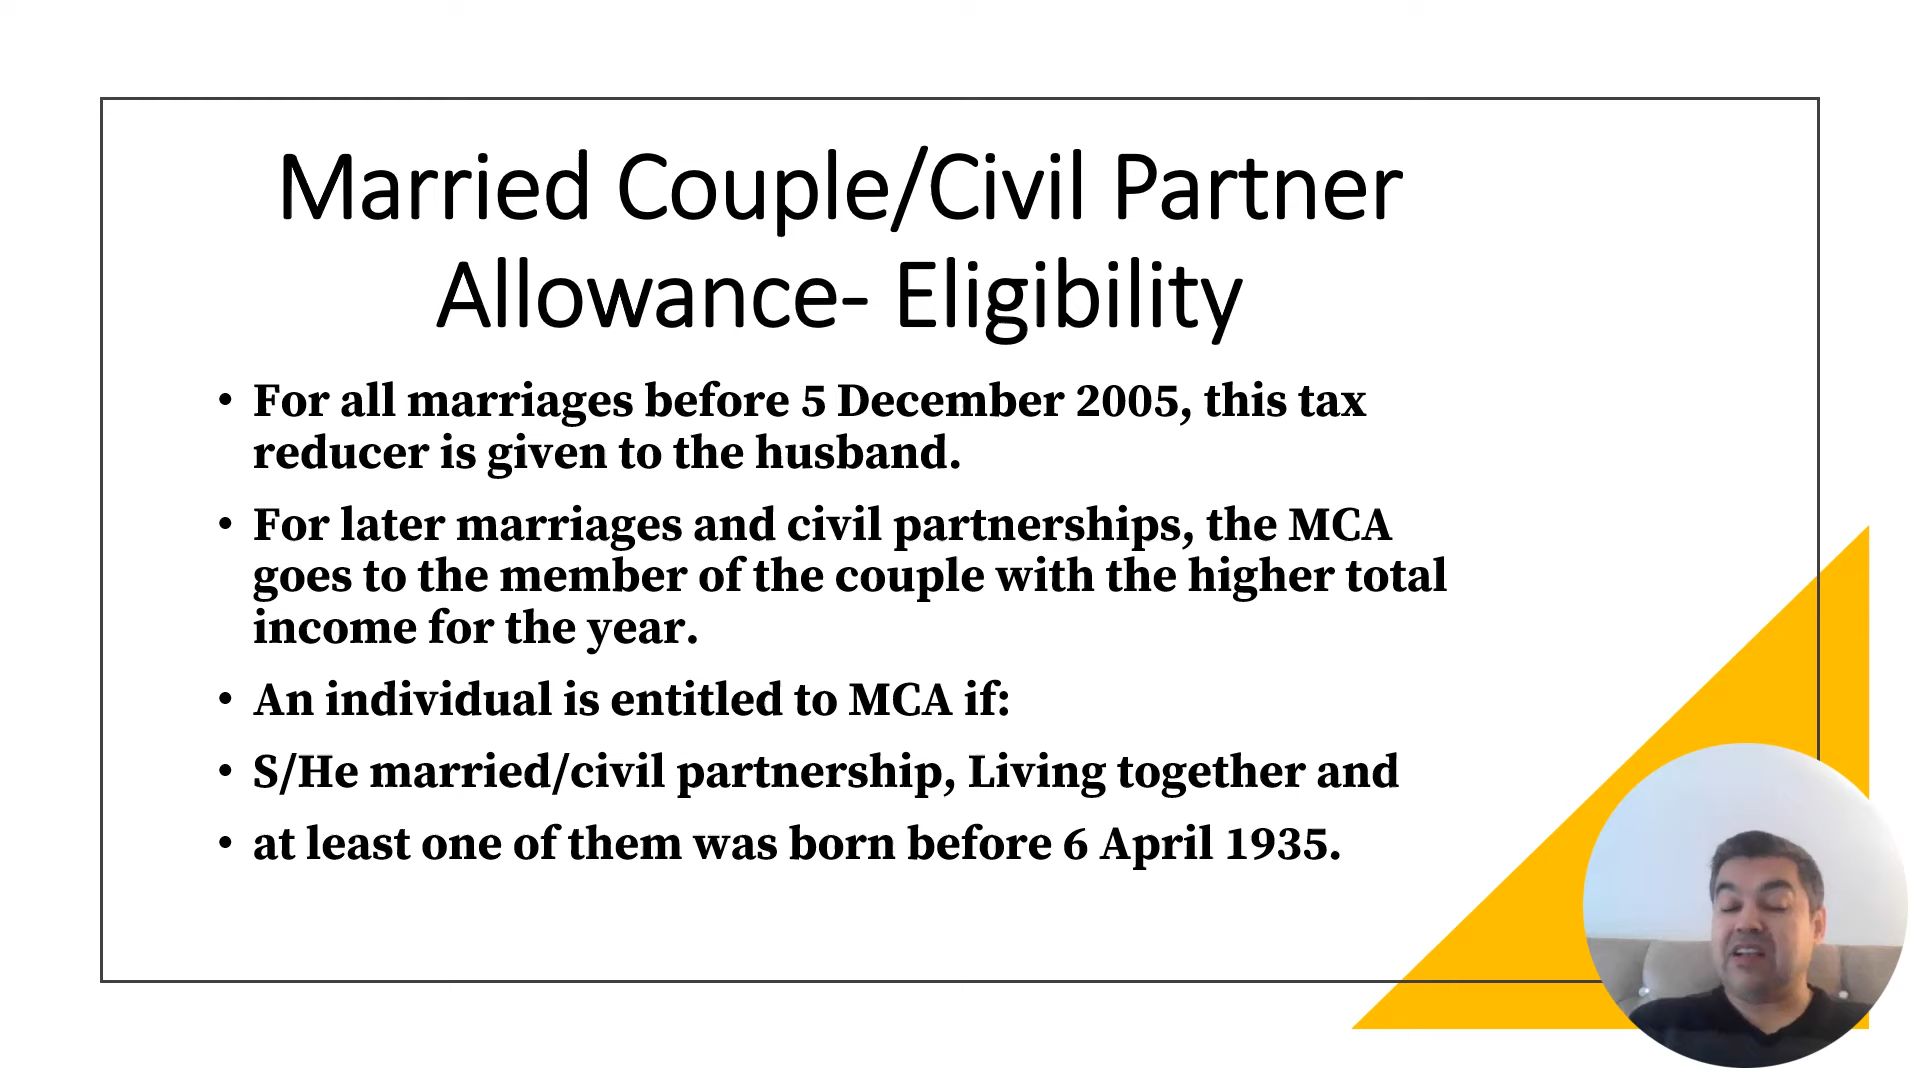 Married Couple/Civil Partner
Allowance- Eligibility
• For all marriages before 5 December 2005, this tax
reducer is given to the husband.
• For later marriages and civil partnerships, the MCA
goes to the member of the couple with the higher total
income for the year.
• An individual is entitled to MCA if:
• S/He married/civil partnership, Living together and
• at least one of them was born before 6 April 1935.